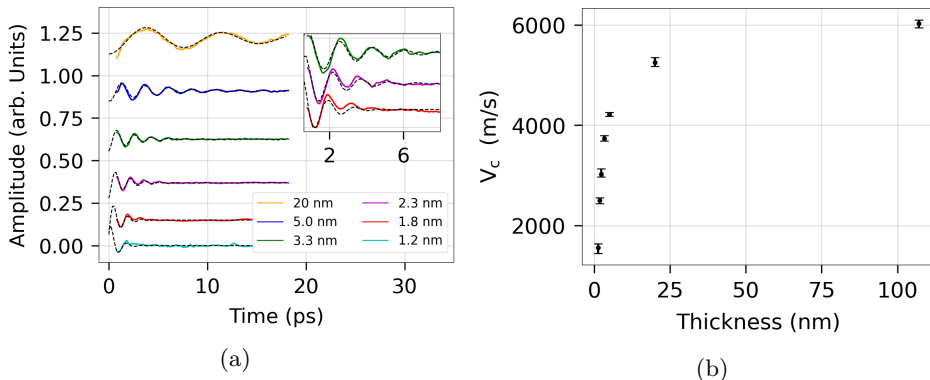 Amplitude (arb. Units)
1.25
1.00
0.75
0.50
0.25
0.00
2 6
20 nm 2.3 nm
5.0 nm 1.8 nm
3.3 nm 1.2 nm
0 10 20 30
Time (ps)
(a)
V_c (m/s)
6000
4000
2000
0 25 50 75 100
Thickness (nm)
(b)